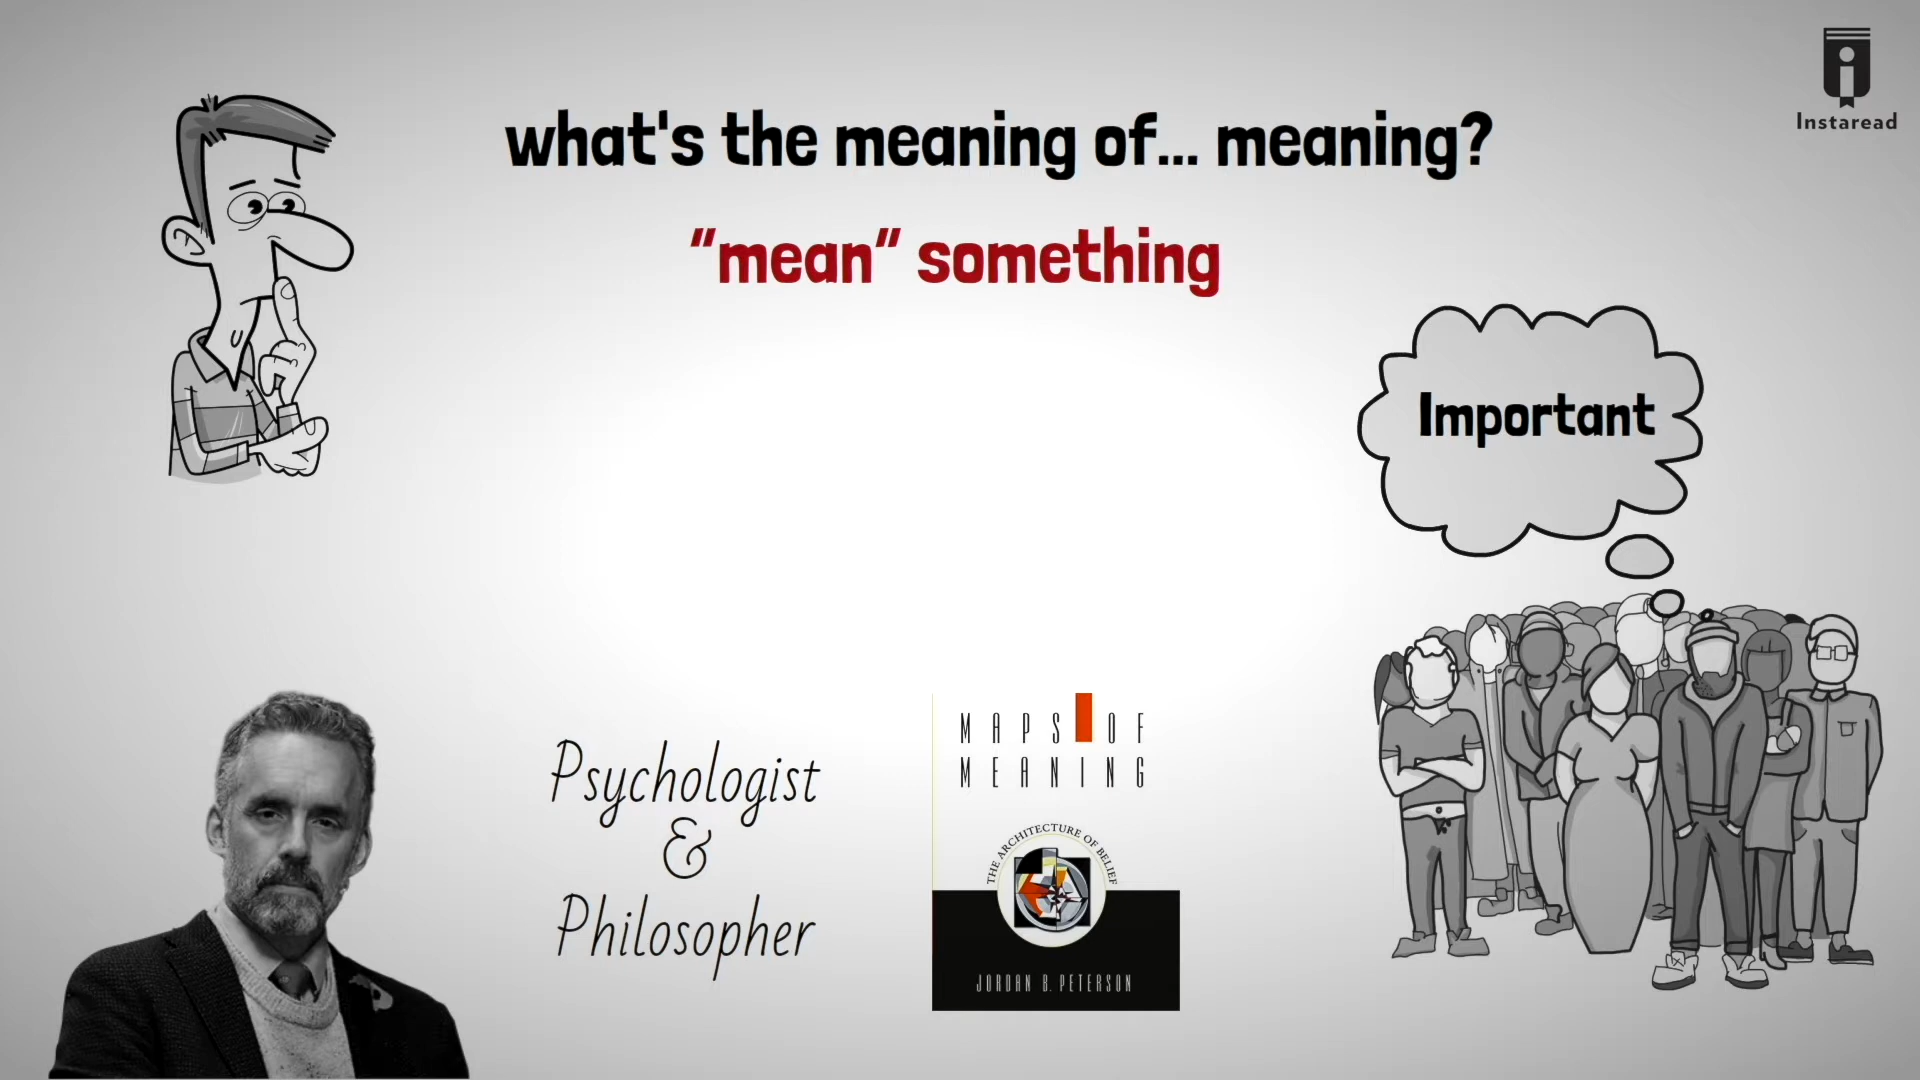 Instaread
what's the meaning of... meaning?
"mean" something
Important
Psychologist
&
Philosopher
MAPS OF
MEANING
THE ARCHITECTURE OF BELIEF
JORDAN B. PETERSON